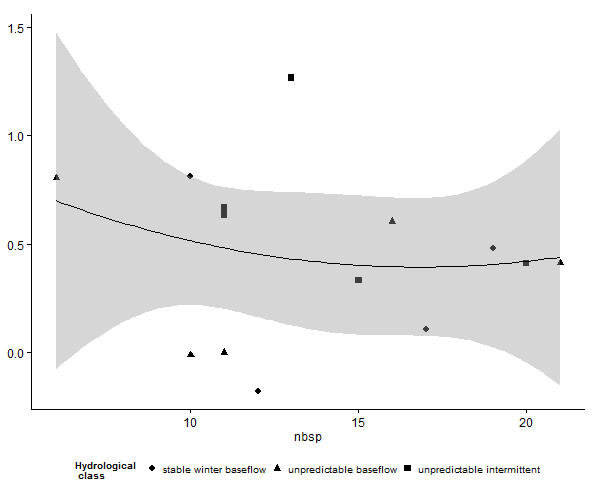 1.5
1.0
0.5
0.0
10 15 20
nbsp
Hydrological
class
stable winter baseflow unpredictable baseflow unpredictable intermittent